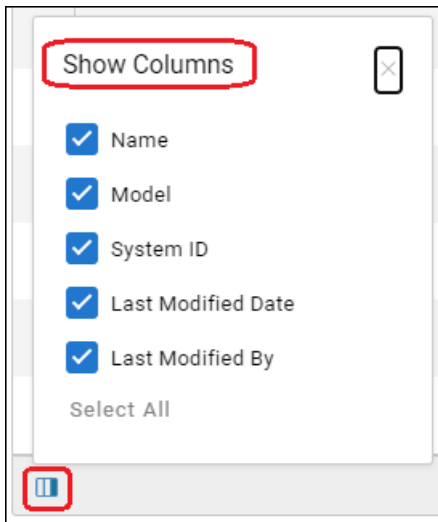 Show Columns
Name
Model
System ID
Last Modified Date
Last Modified By
Select All